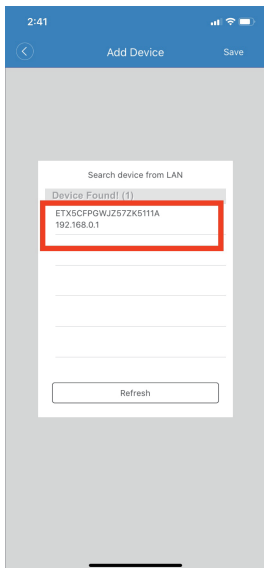 2:41
Add Device
Save
Search device from LAN
Device Found! (1)
ETX5CFPGWJZ57ZK5111A
192.168.0.1
Refresh